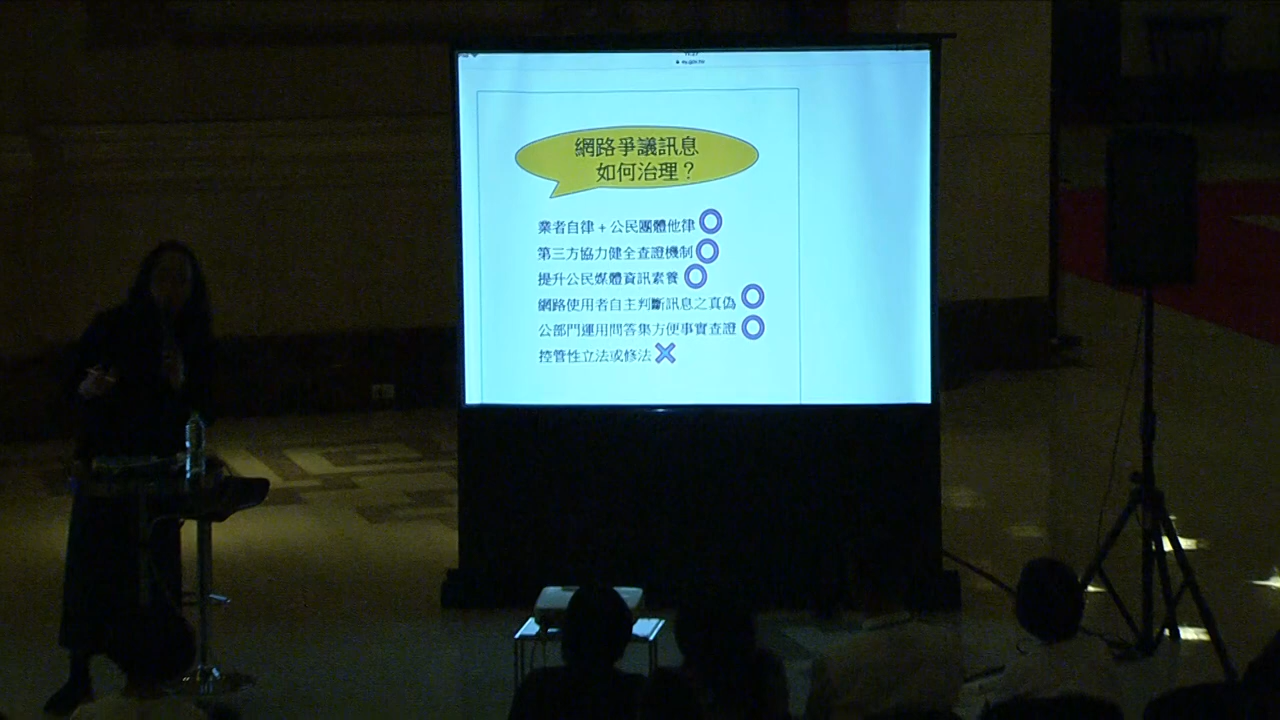 網路爭議訊息
如何治理？
業者自律 + 公民團體他律
第三方協力健全查證機制
提升公民媒體資訊素養
網路使用者自主判斷訊息之真偽
公部門運用問答集方便事實查證
控管性立法或修法